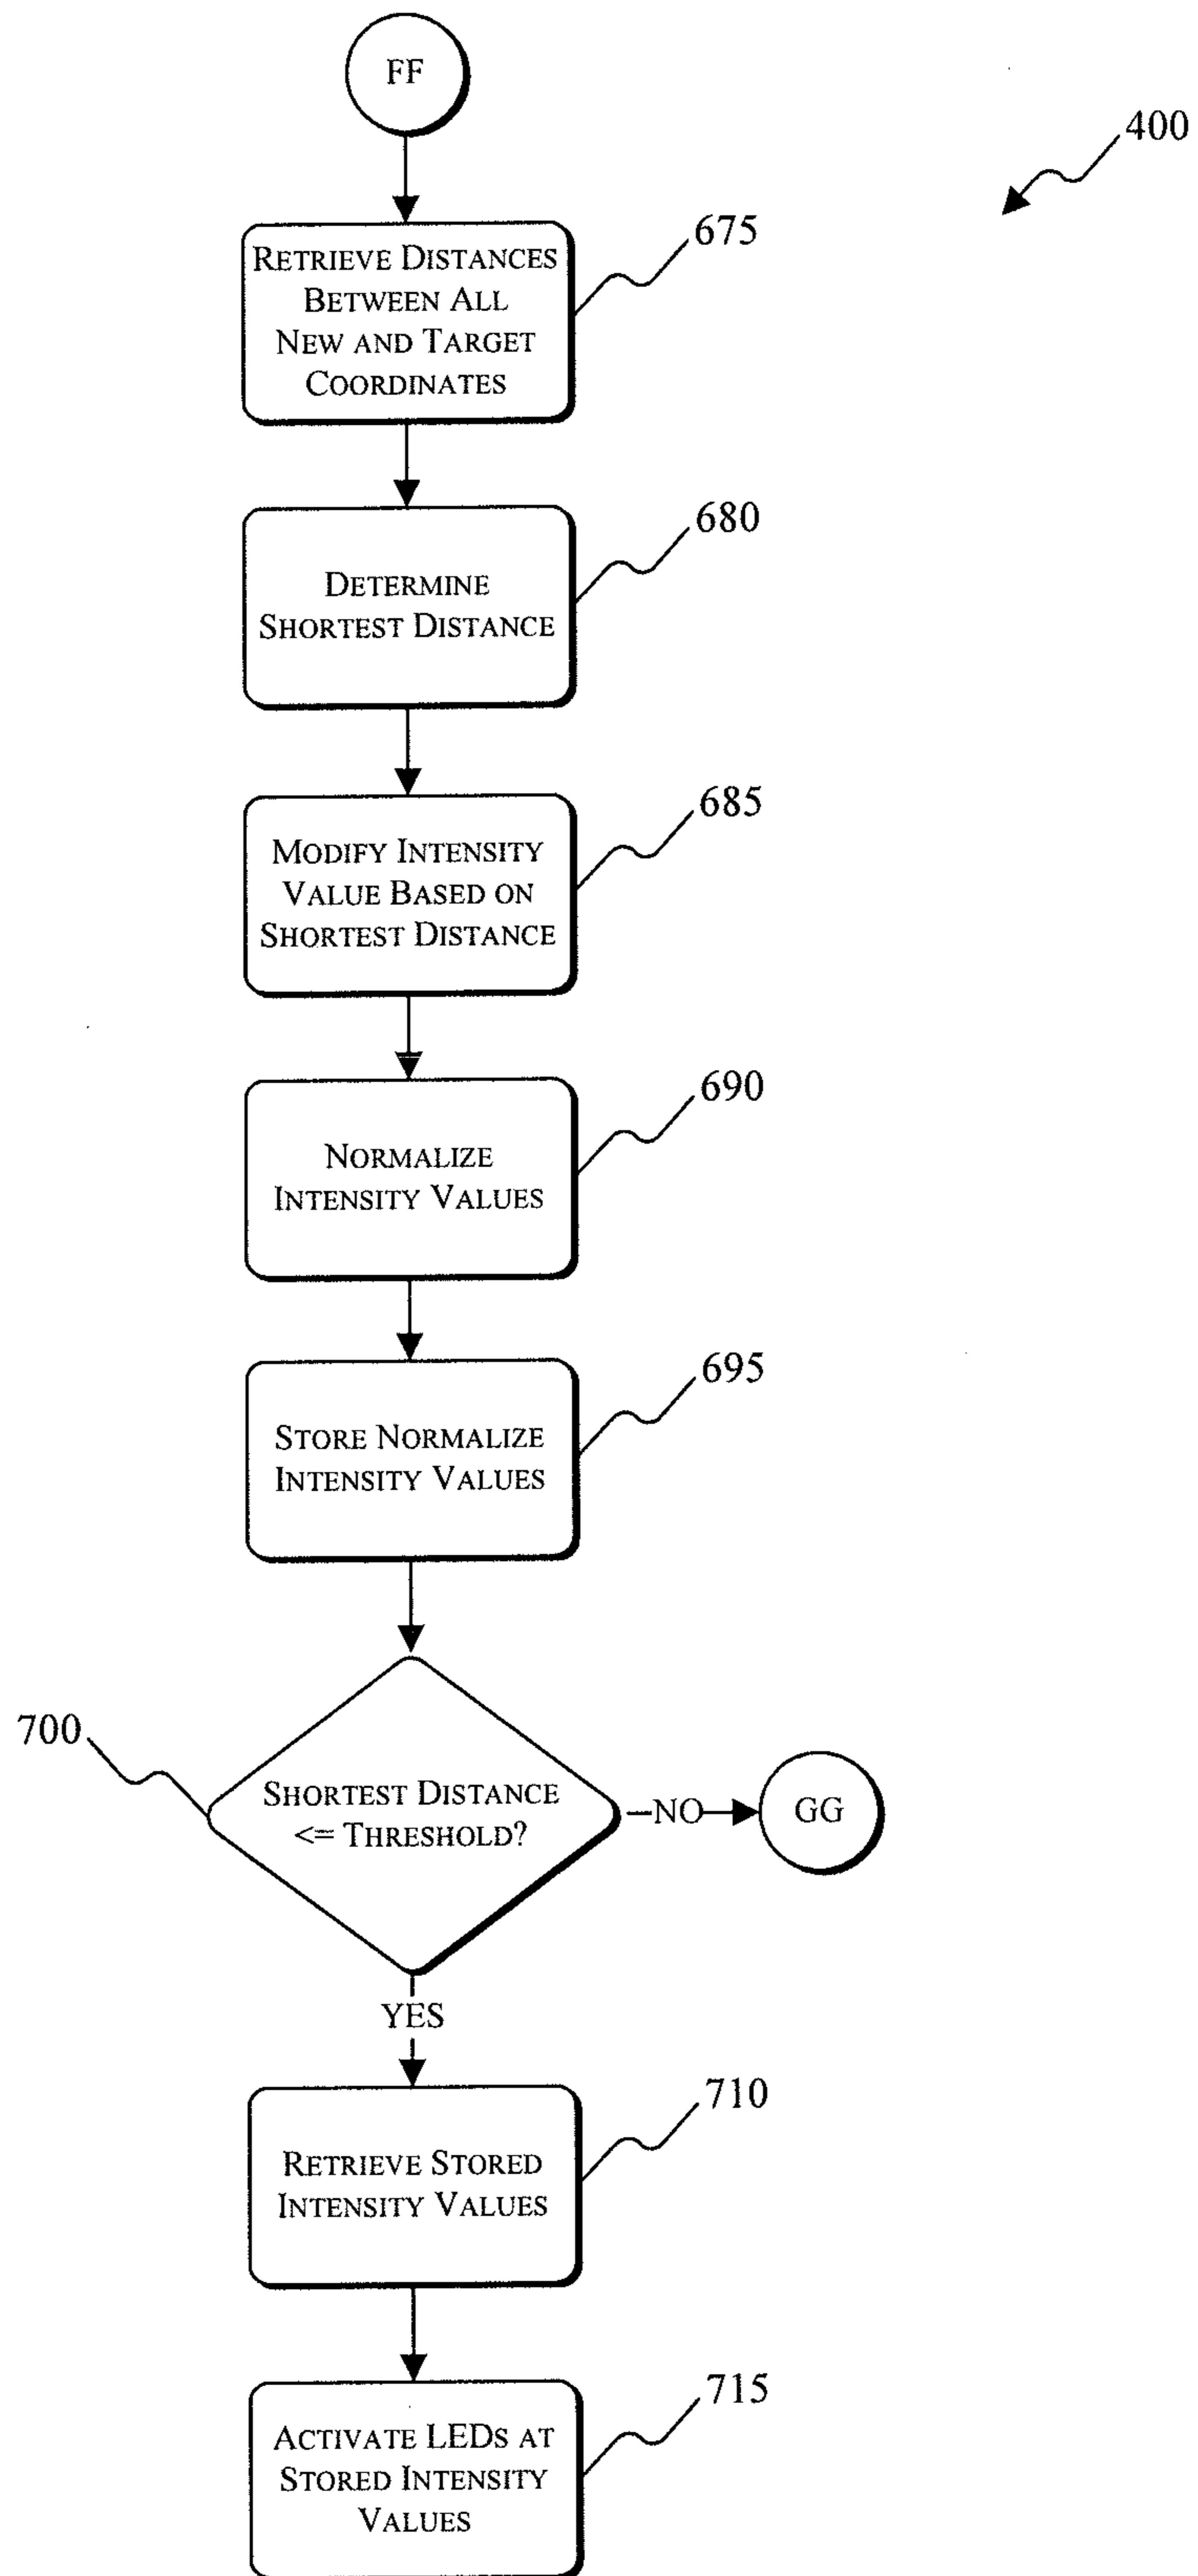 FF
400
675
RETRIEVE DISTANCES
BETWEEN ALL
NEW AND TARGET
COORDINATES
680
DETERMINE
SHORTEST DISTANCE
685
MODIFY INTENSITY
VALUE BASED ON
SHORTEST DISTANCE
690
NORMALIZE
INTENSITY VALUES
695
STORE NORMALIZE
INTENSITY VALUES
700
SHORTEST DISTANCE
<= THRESHOLD?
NO
GG
YES
710
RETRIEVE STORED
INTENSITY VALUES
715
ACTIVATE LEDS AT
STORED INTENSITY
VALUES